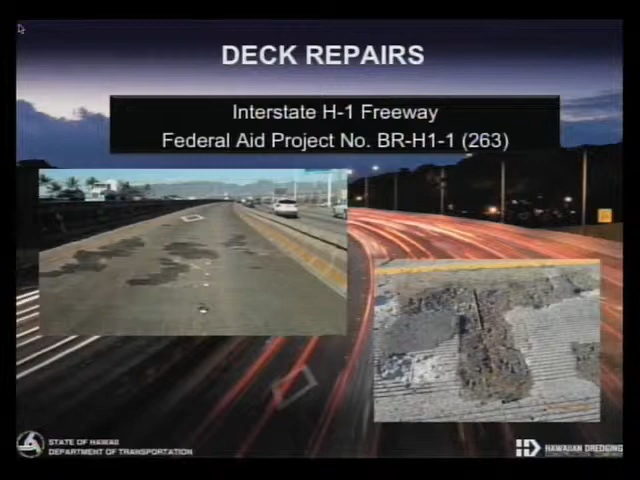 DECK REPAIRS
Interstate H-1 Freeway
Federal Aid Project No. BR-H1-1 (263)
STATE OF HAWAII
DEPARTMENT OF TRANSPORTATION
HAWAIIAN DREDGING